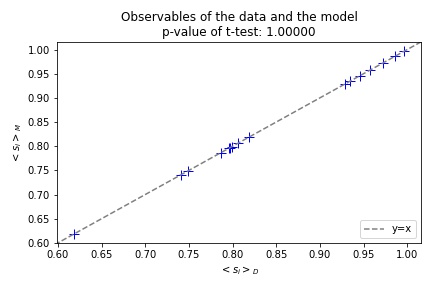 Observables of the data and the model
p-value of t-test: 1.00000
1.00
0.95
0.90
0.85
0.80
0.75
0.70
0.65
0.60
< s_i >_M
y=x
0.60 0.65 0.70 0.75 0.80 0.85 0.90 0.95 1.00
< s_i >_D